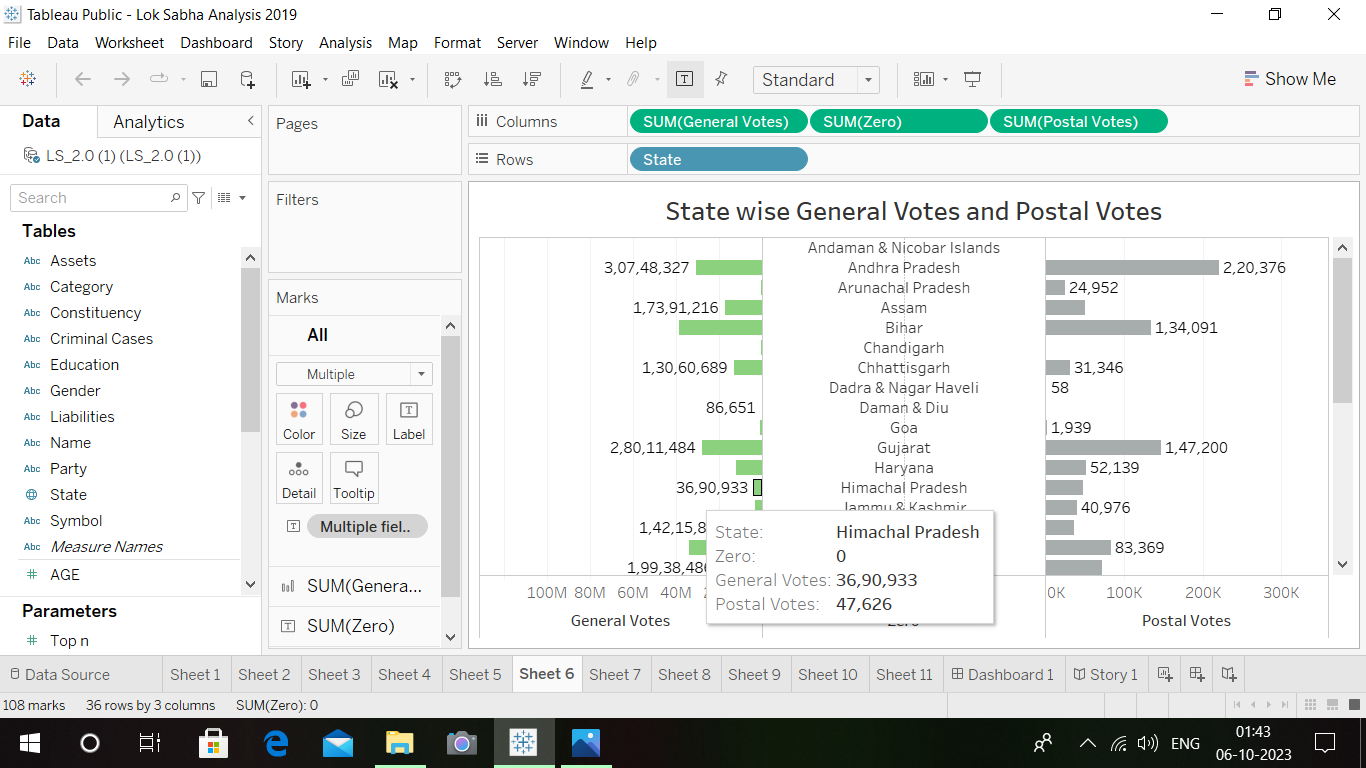 Tableau Public - Lok Sabha Analysis 2019
File Data Worksheet Dashboard Story Analysis Map Format Server Window Help
Standard
Show Me
Data Analytics
LS_2.0 (1) (LS_2.0 (1))
Search
Tables
Abc Assets
Abc Category
Abc Constituency
Abc Criminal Cases
Abc Education
Abc Gender
Abc Liabilities
Abc Name
Abc Party
State
Abc Symbol
Abc Measure Names
# AGE
Parameters
# Top n
Pages
Filters
Marks
All
Multiple
Color Size Label
Detail Tooltip
Multiple fiel..
SUM(Genera...
SUM(Zero)
Columns SUM(General Votes) SUM(Zero) SUM(Postal Votes)
Rows State
State wise General Votes and Postal Votes
Andaman & Nicobar Islands
3,07,48,327 Andhra Pradesh 2,20,376
Arunachal Pradesh 24,952
1,73,91,216 Assam
Bihar 1,34,091
Chandigarh
1,30,60,689 Chhattisgarh 31,346
Dadra & Nagar Haveli 58
86,651 Daman & Diu
Goa 1,939
2,80,11,484 Gujarat 1,47,200
Haryana 52,139
36,90,933 Himachal Pradesh
Jammu & Kashmir 40,976
1,42,15,8
83,369
1,99,38,486
State: Himachal Pradesh
Zero: 0
General Votes: 36,90,933
Postal Votes: 47,626
100M 80M 60M 40M 0K 100K 200K 300K
General Votes Zero Postal Votes
Data Source Sheet 1 Sheet 2 Sheet 3 Sheet 4 Sheet 5 Sheet 6 Sheet 7 Sheet 8 Sheet 9 Sheet 10 Sheet 11 Dashboard 1 Story 1
108 marks 36 rows by 3 columns SUM(Zero): 0
ENG
01:43
06-10-2023